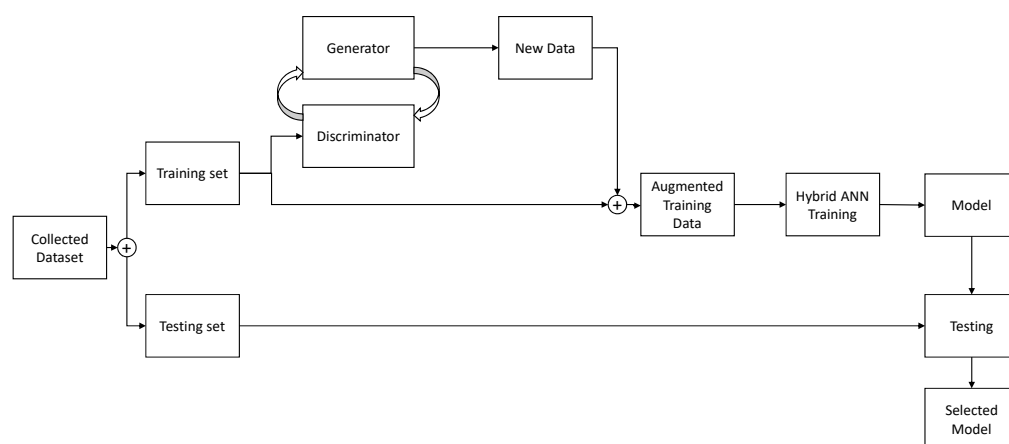 Generator
New Data
Discriminator
Training set
Augmented
Training
Data
Hybrid ANN
Training
Model
Collected
Dataset
+
+
Testing set
Testing
Selected
Model